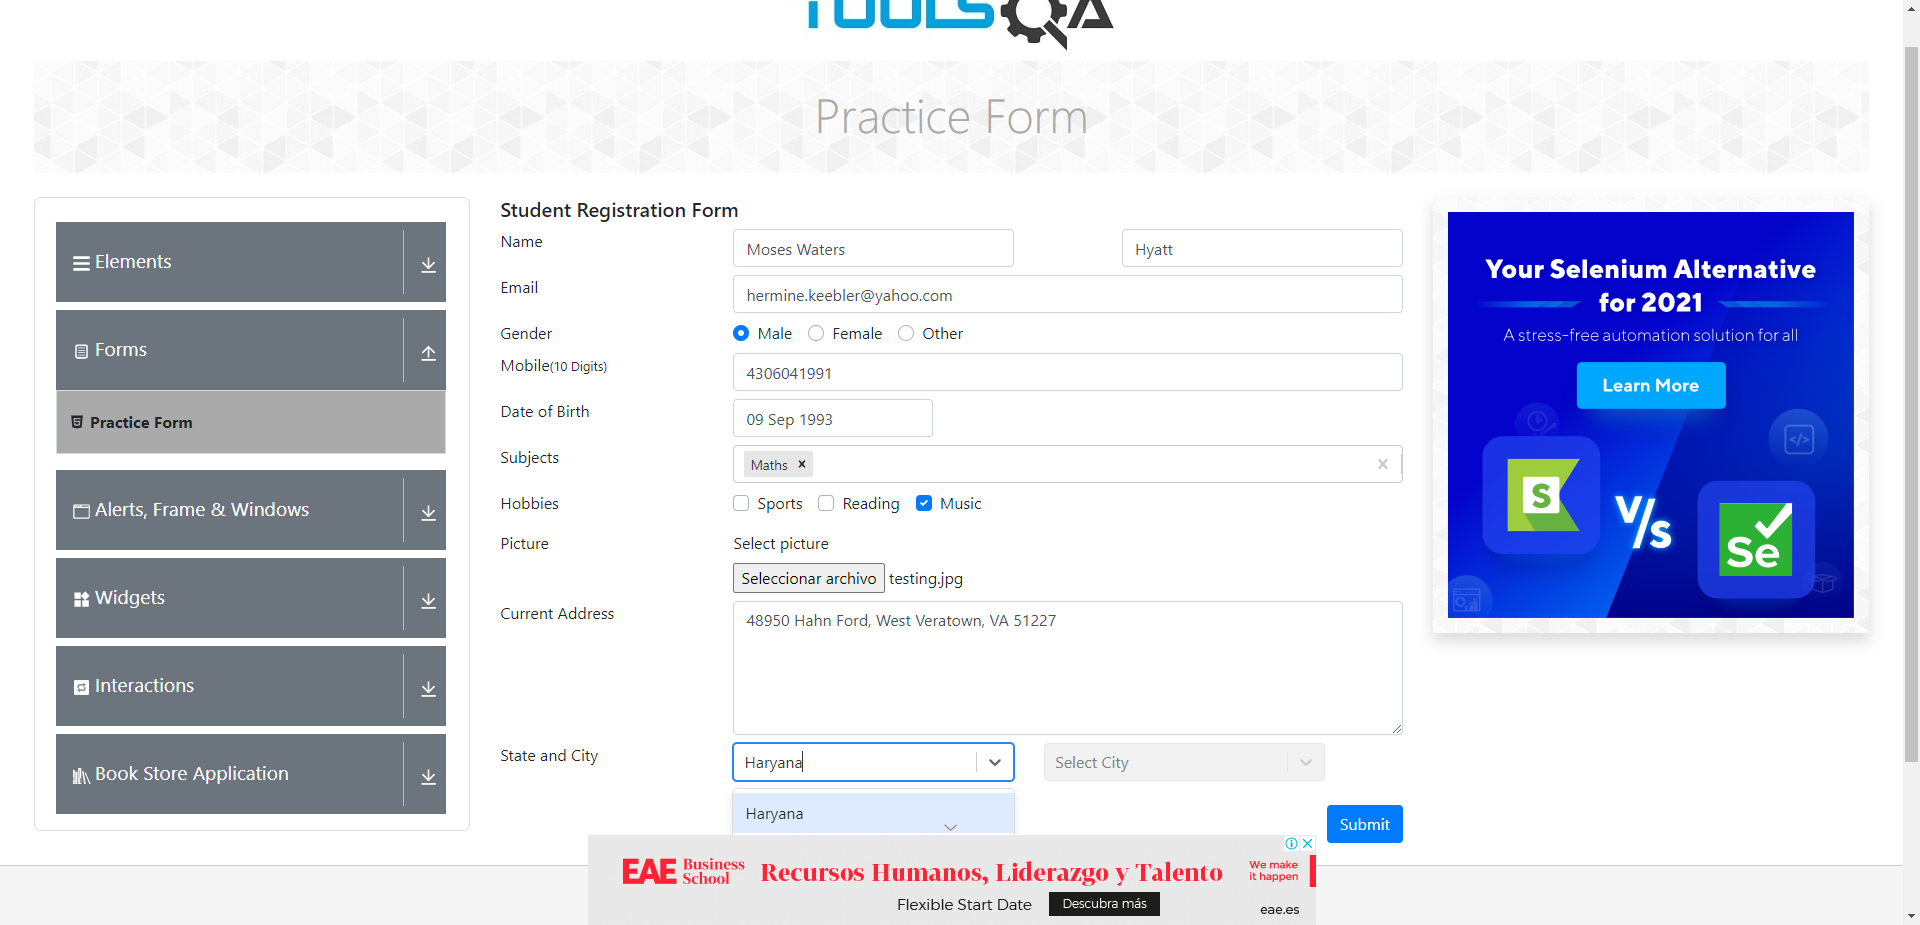 TOOLSQA
Practice Form
Elements
Forms
Practice Form
Alerts, Frame & Windows
Widgets
Interactions
Book Store Application
Student Registration Form
Name
Moses Waters
Hyatt
Email
hermine.keebler@yahoo.com
Gender
Male
Female
Other
Mobile(10 Digits)
4306041991
Date of Birth
09 Sep 1993
Subjects
Maths
Hobbies
Sports
Reading
Music
Picture
Select picture
Seleccionar archivo testing.jpg
Current Address
48950 Hahn Ford, West Veratown, VA 51227
State and City
Haryana
Select City
Haryana
Submit
Your Selenium Alternative
for 2021
A stress-free automation solution for all
Learn More
S
V/s
Se
EAE Business
School
Recursos Humanos, Liderazgo y Talento
Flexible Start Date
Descubra más
We make
it happen
eae.es